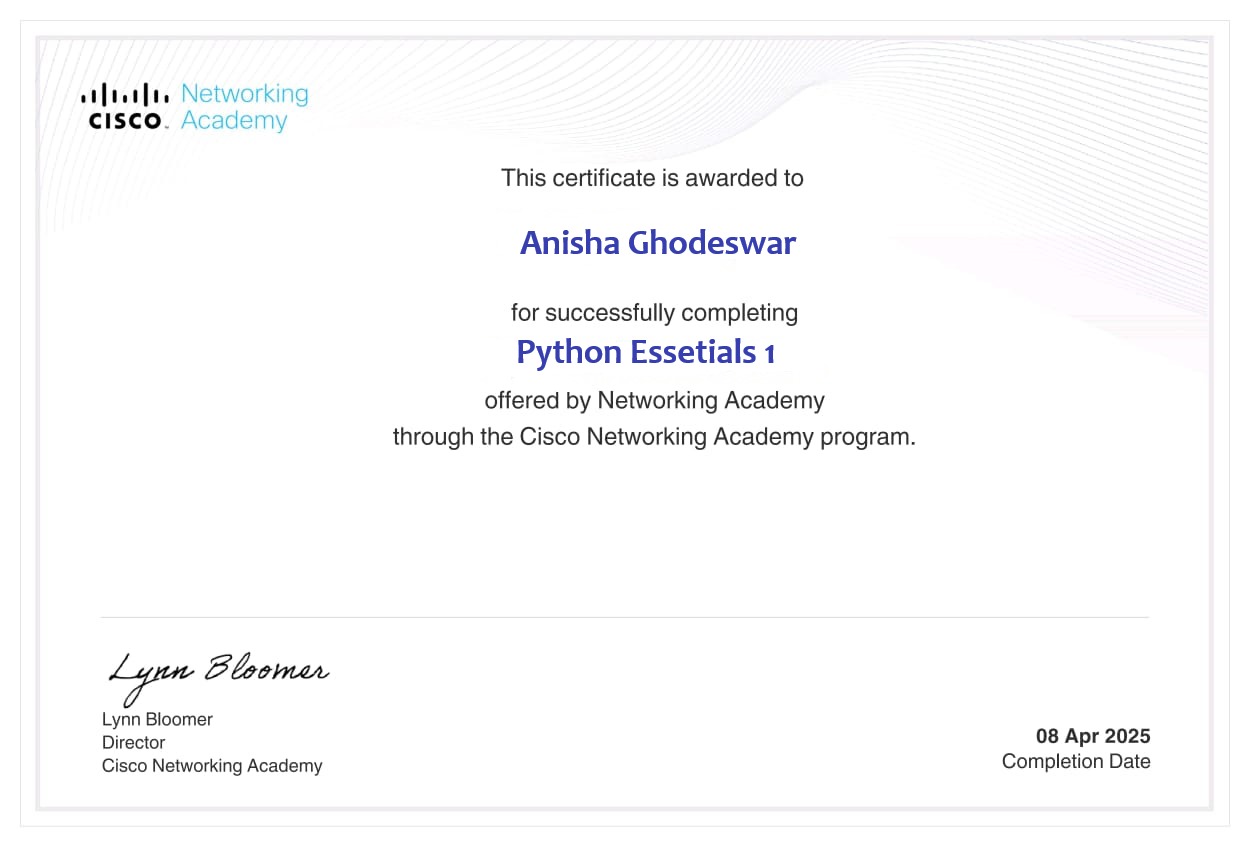 Networking
CISCO Academy
This certificate is awarded to
Anisha Ghodeswar
for successfully completing
Python Essetials 1
offered by Networking Academy
through the Cisco Networking Academy program.
Lynn Bloomer
Lynn Bloomer
Director
Cisco Networking Academy
08 Apr 2025
Completion Date